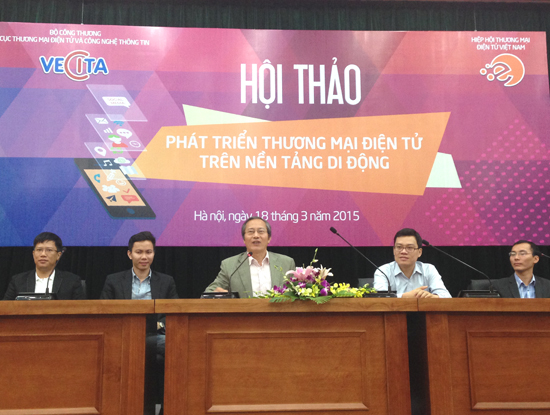 BỘ CÔNG THƯƠNG
CỤC THƯƠNG MẠI ĐIỆN TỬ VÀ CÔNG NGHỆ THÔNG TIN
VECITA
HIỆP HỘI THƯƠNG MẠI
ĐIỆN TỬ VIỆT NAM
e
HỘI THẢO
PHÁT TRIỂN THƯƠNG MẠI ĐIỆN TỬ
TRÊN NỀN TẢNG DI ĐỘNG
Hà nội, ngày 18 tháng 3 năm 2015